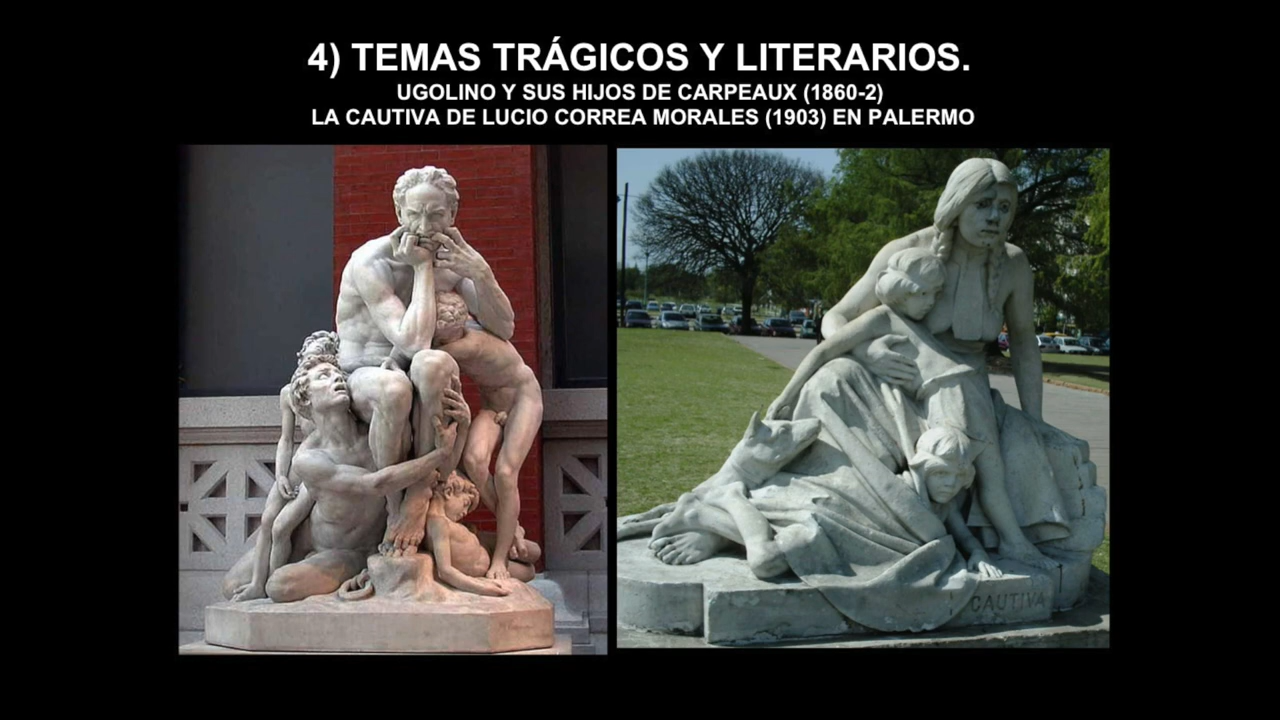 4) TEMAS TRÁGICOS Y LITERARIOS.
UGOLINO Y SUS HIJOS DE CARPEAUX (1860-2)
LA CAUTIVA DE LUCIO CORREA MORALES (1903) EN PALERMO
CAUTIVA